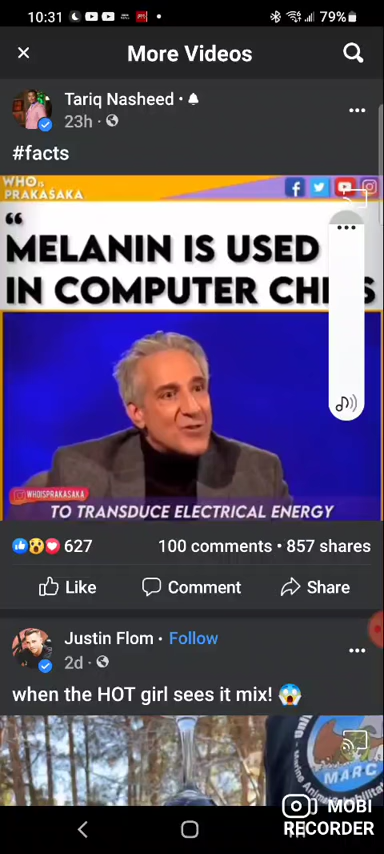 10:31
79%
More Videos
Tariq Nasheed
23h
#facts
WHO is
PRAKASAKA
“
MELANIN IS USED
IN COMPUTER CH S
WHOISPRAKASAKA
TO TRANSDUCE ELECTRICAL ENERGY
627
100 comments • 857 shares
Like
Comment
Share
Justin Flom • Follow
2d
when the HOT girl sees it mix!
MARC
MOBI
RECORDER